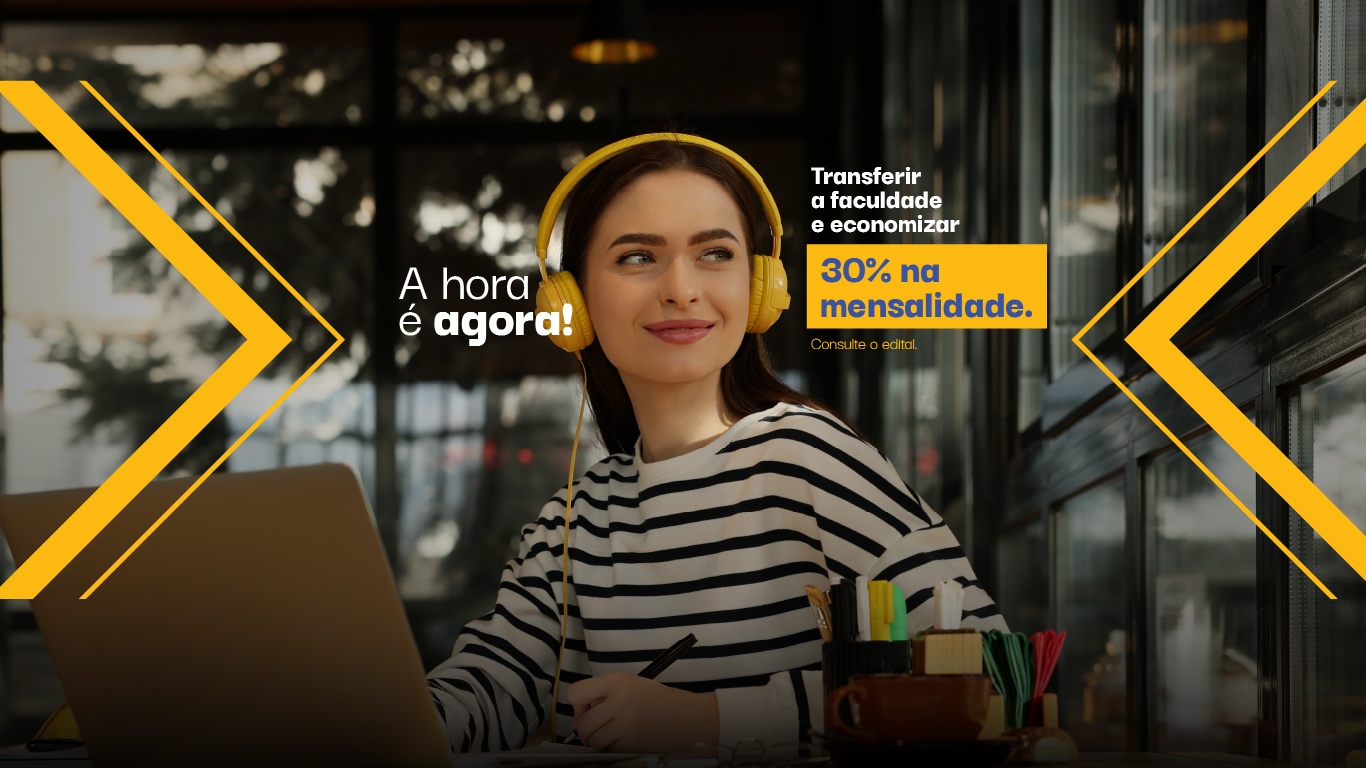 A hora
é agora!
Transferir
a faculdade
e economizar
30% na
mensalidade.
Consulte o edital.